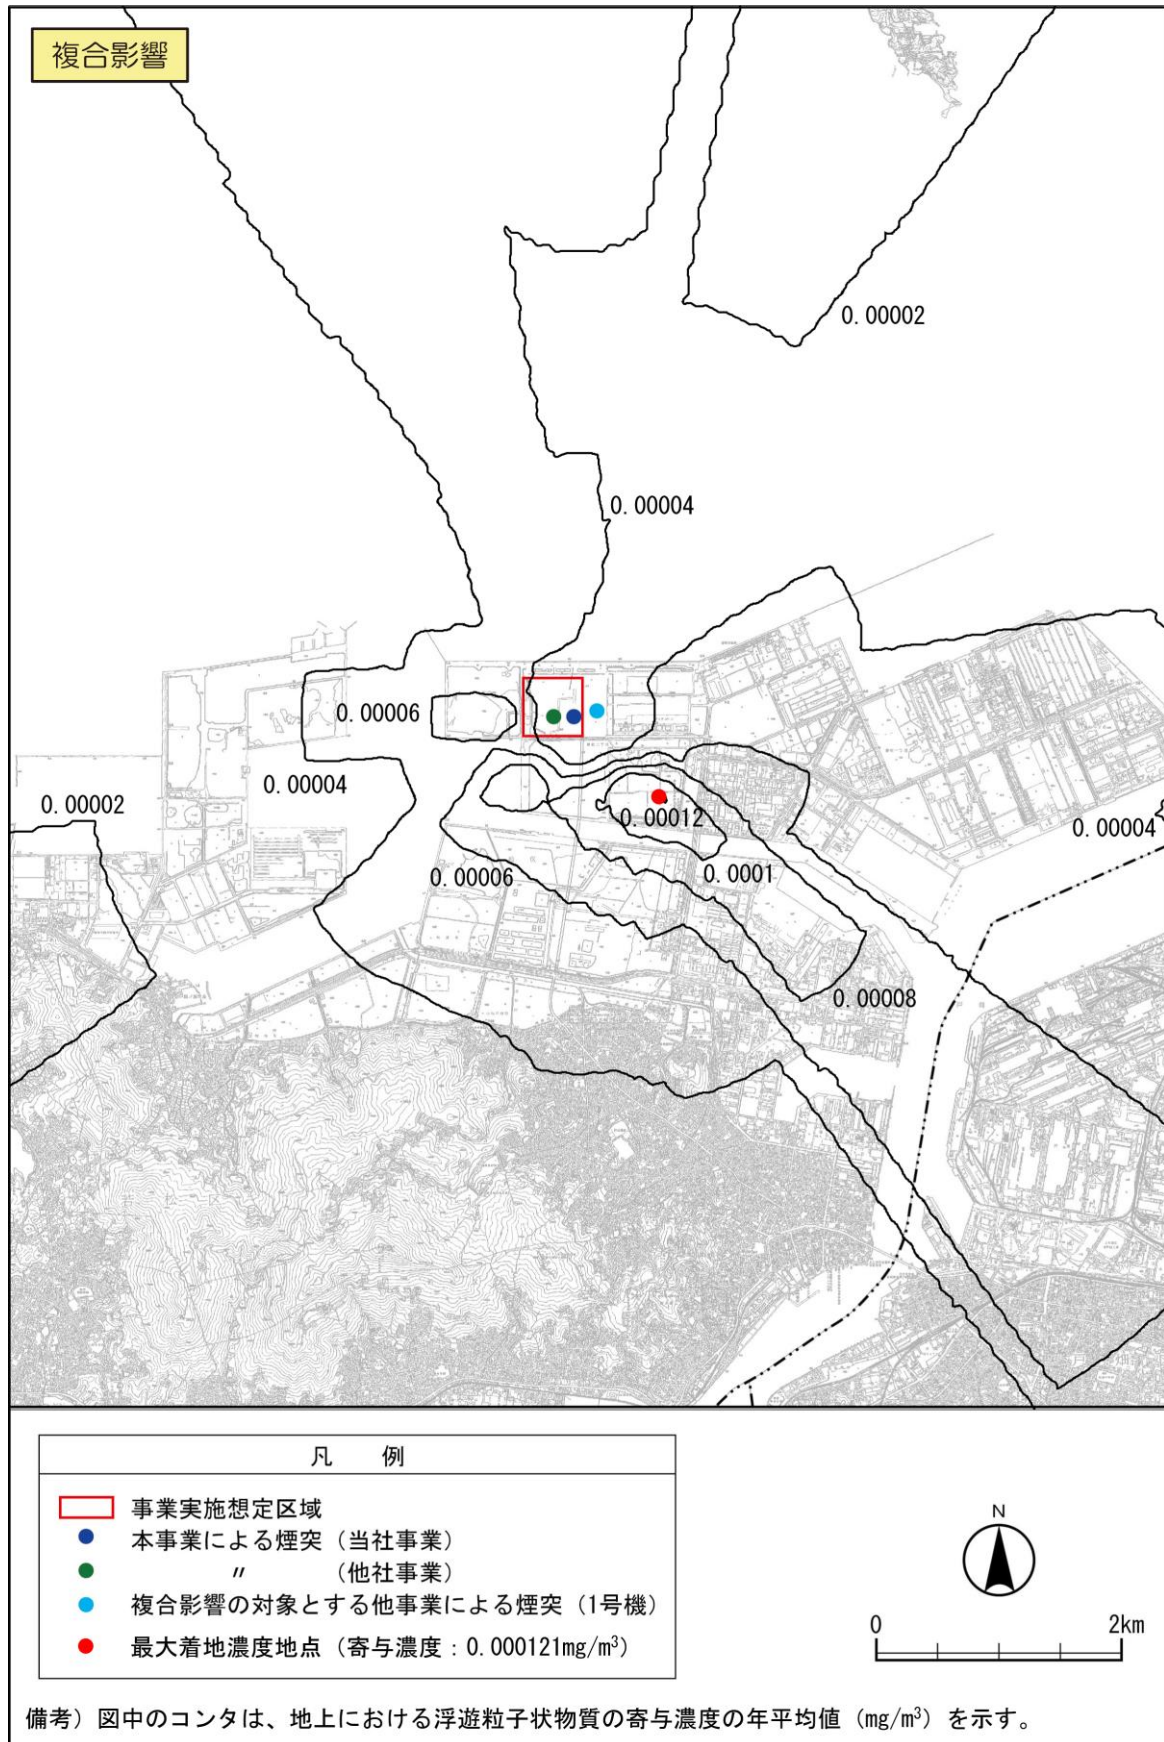 複合影響
0.00002
0.00004
0.00006
0.00004
0.00002
0.00012
0.00004
0.00006
0.0001
0.00008
凡 例
事業実施想定区域
本事業による煙突（当社事業）
〃 （他社事業）
複合影響の対象とする他事業による煙突（1号機）
最大着地濃度地点（寄与濃度：0.000121mg/m³）
N
0 2km
備考）図中のコンタは、地上における浮遊粒子状物質の寄与濃度の年平均値（mg/m³）を示す。